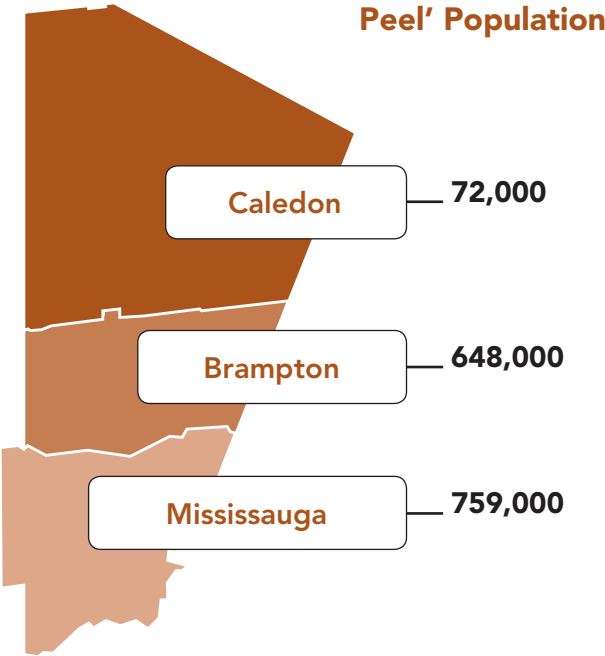 Peel’ Population
Caledon
72,000
Brampton
648,000
Mississauga
759,000